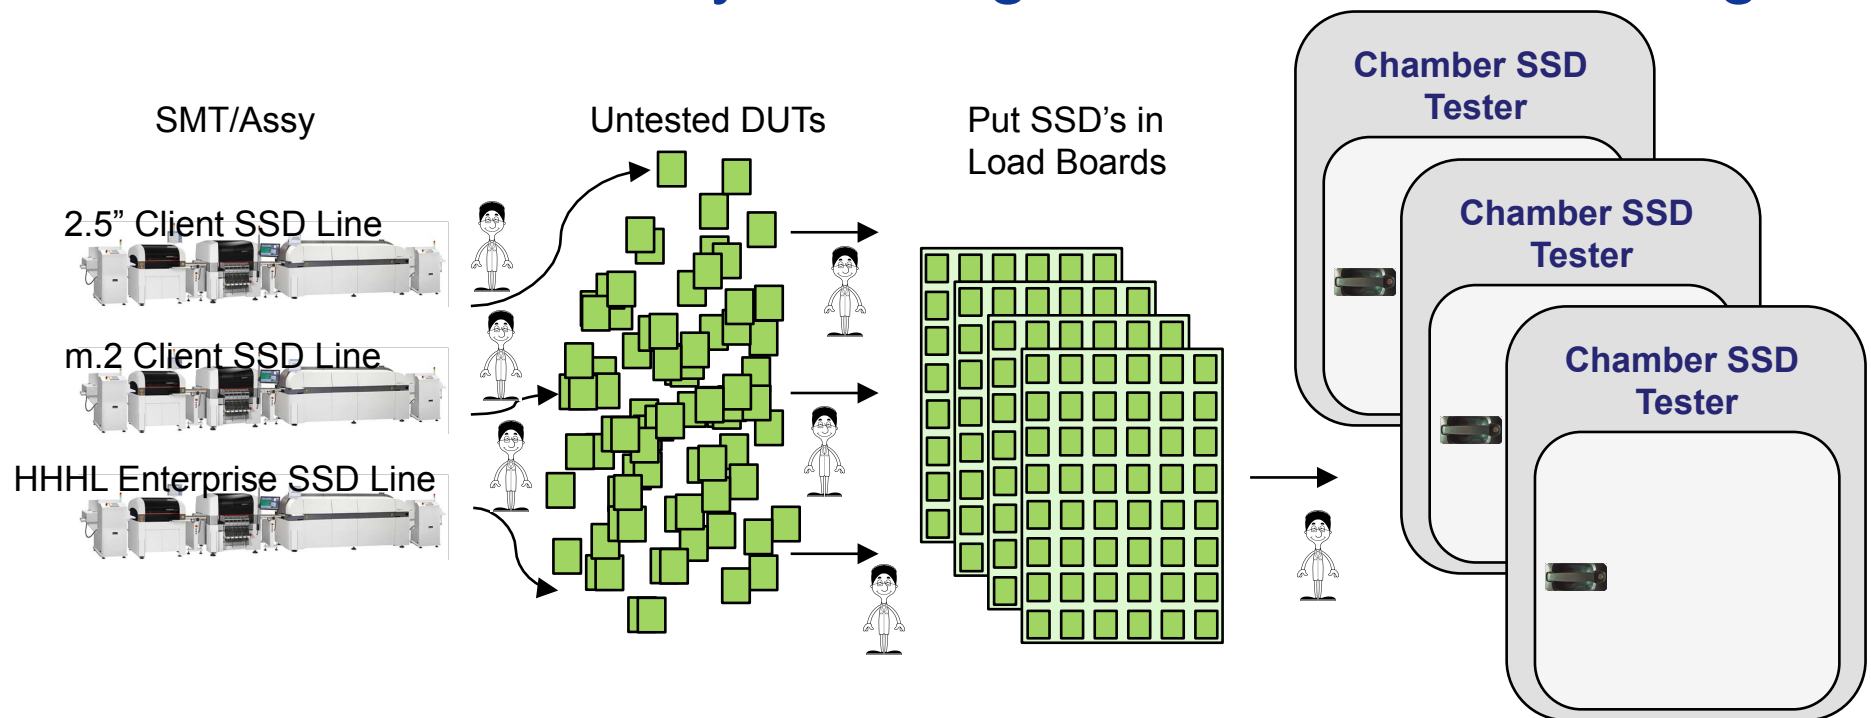 SMT/Assy
Untested DUTs
Put SSD's in
Load Boards
2.5” Client SSD Line
m.2 Client SSD Line
HHHL Enterprise SSD Line
Chamber SSD
Tester
Chamber SSD
Tester
Chamber SSD
Tester